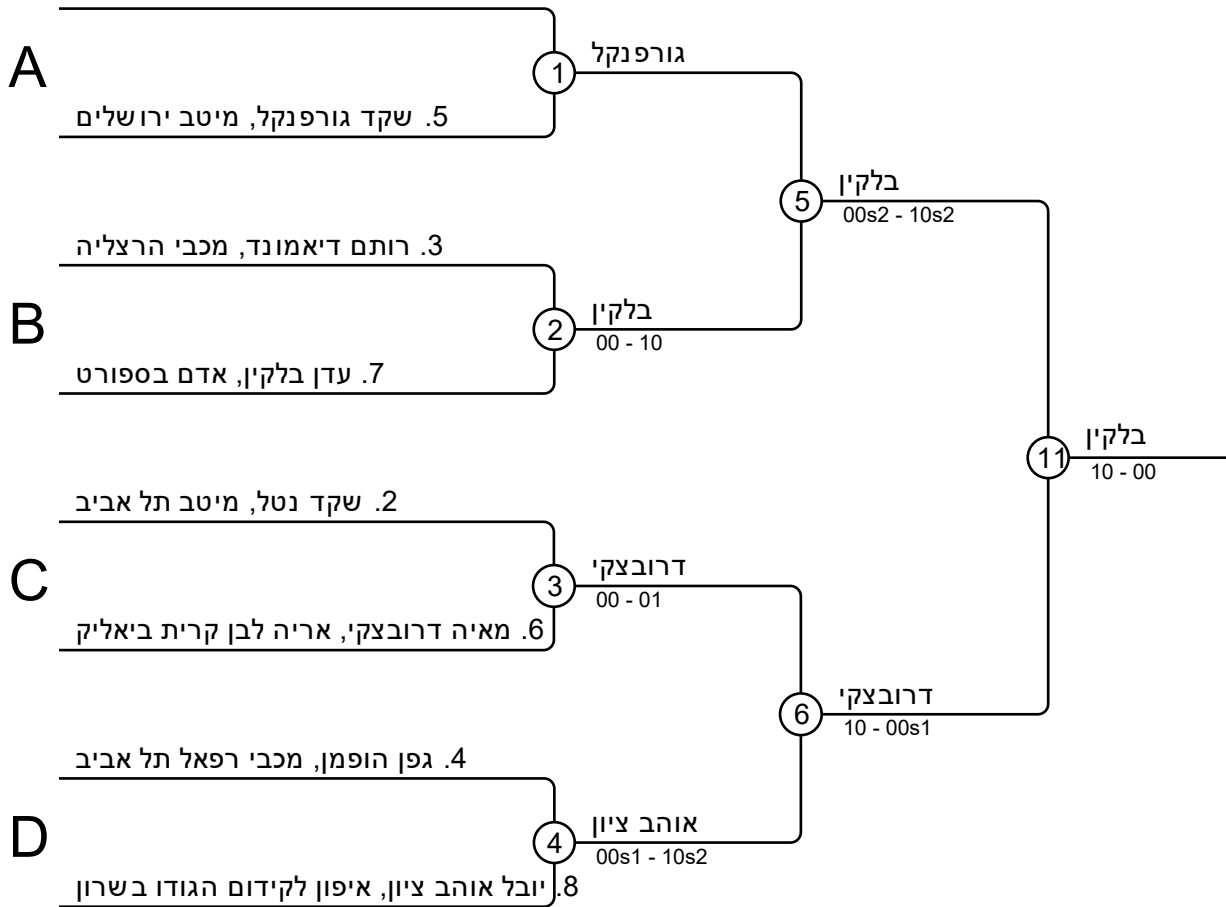 A
גורפנקל
1
5. שקד גורפנקל, מיטב ירושלים
בלקין
5
00s2 - 10s2
3. רותם דיאמונד, מכבי הרצליה
B
בלקין
2
00 - 10
7. עדן בלקין, אדם בספורט
בלקין
11
10 - 00
2. שקד נטל, מיטב תל אביב
C
דרובצקי
3
00 - 01
6. מאיה דרובצקי, אריה לבן קרית ביאליק
דרובצקי
6
10 - 00s1
4. גפן הופמן, מכבי רפאל תל אביב
D
אוהב ציון
4
00s1 - 10s2
8. יובל אוהב ציון, איפון לקידום הגודו בשרון